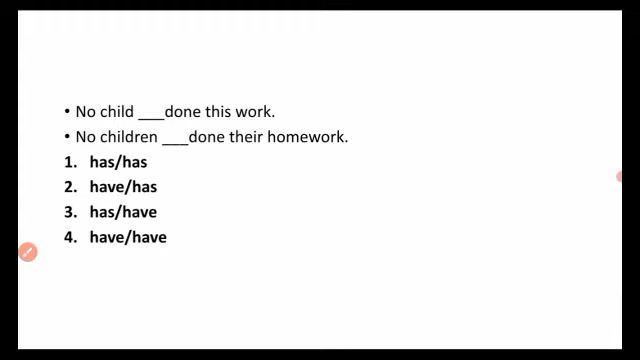 • No child ___done this work.
• No children ___done their homework.
1. has/has
2. have/has
3. has/have
4. have/have